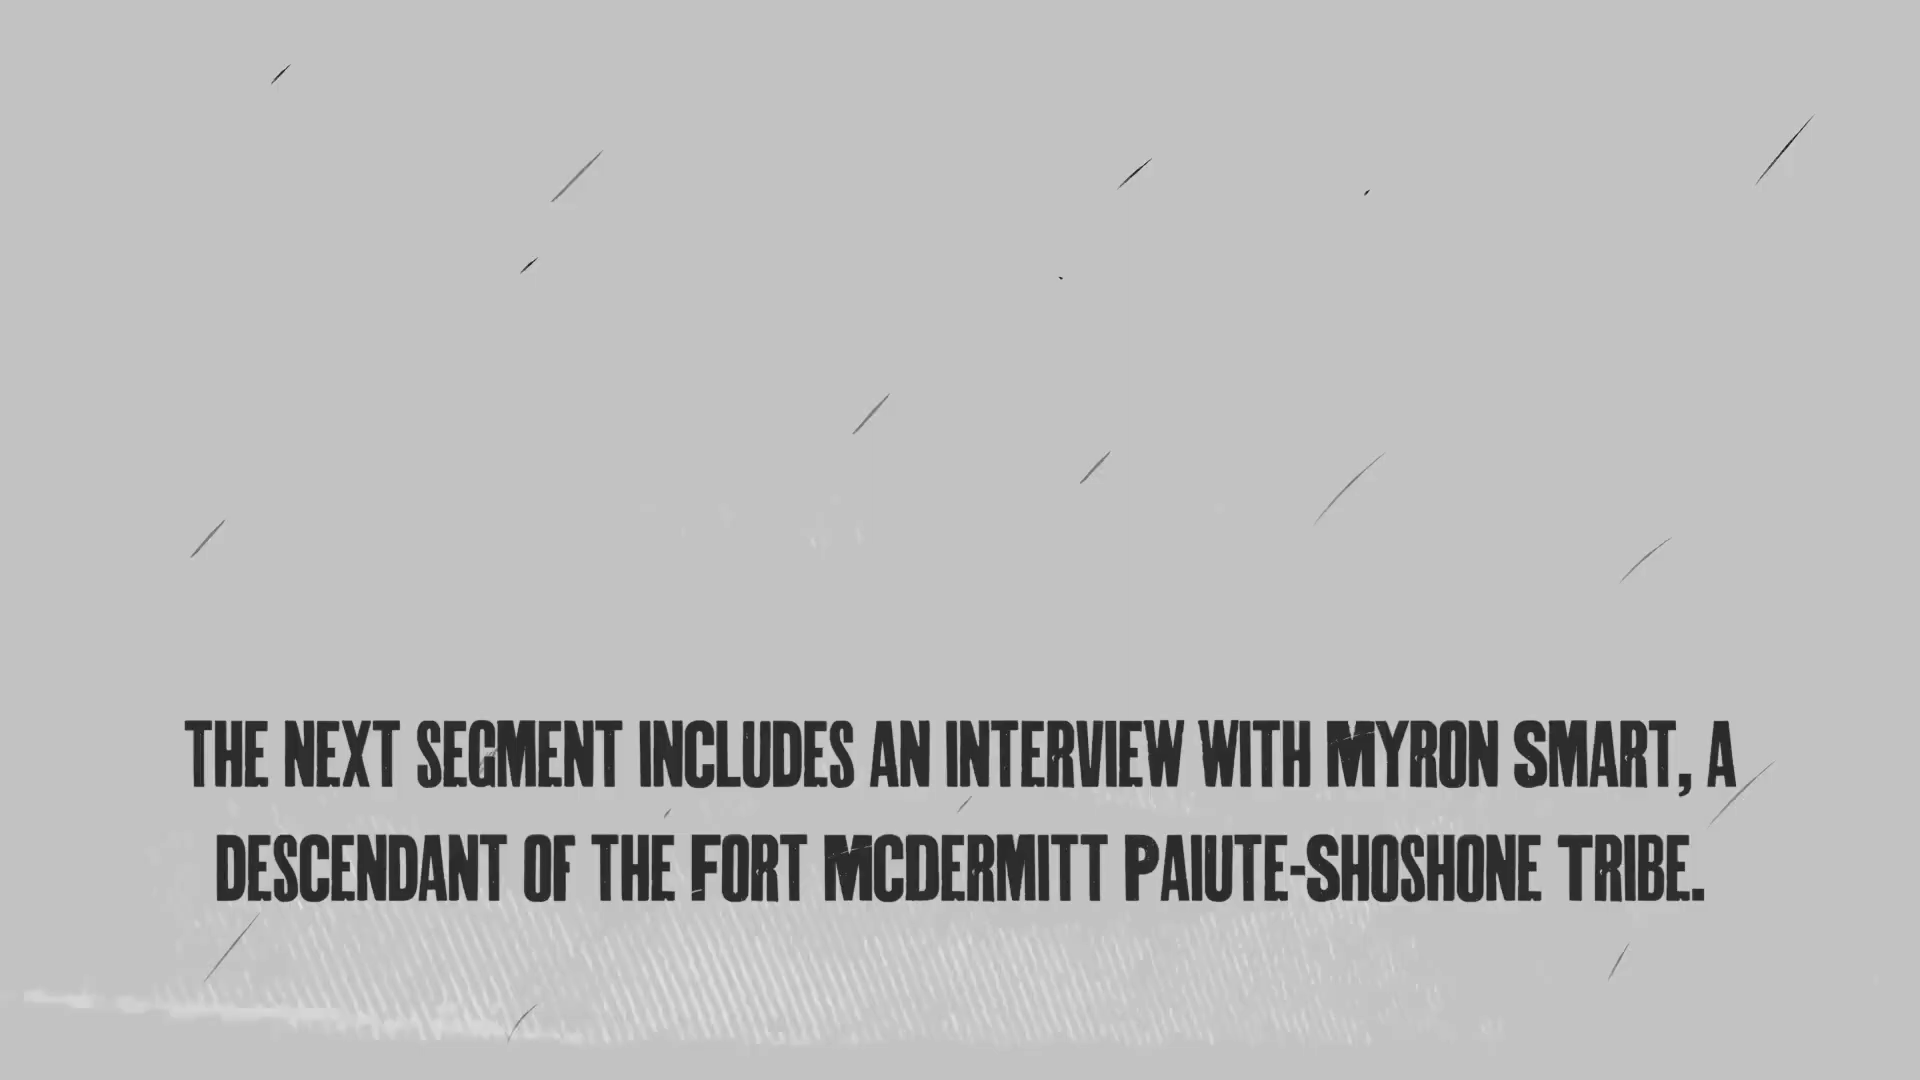 THE NEXT SEGMENT INCLUDES AN INTERVIEW WITH MYRON SMART, A
DESCENDANT OF THE FORT MCDERMITT PAIUTE-SHOSHONE TRIBE.